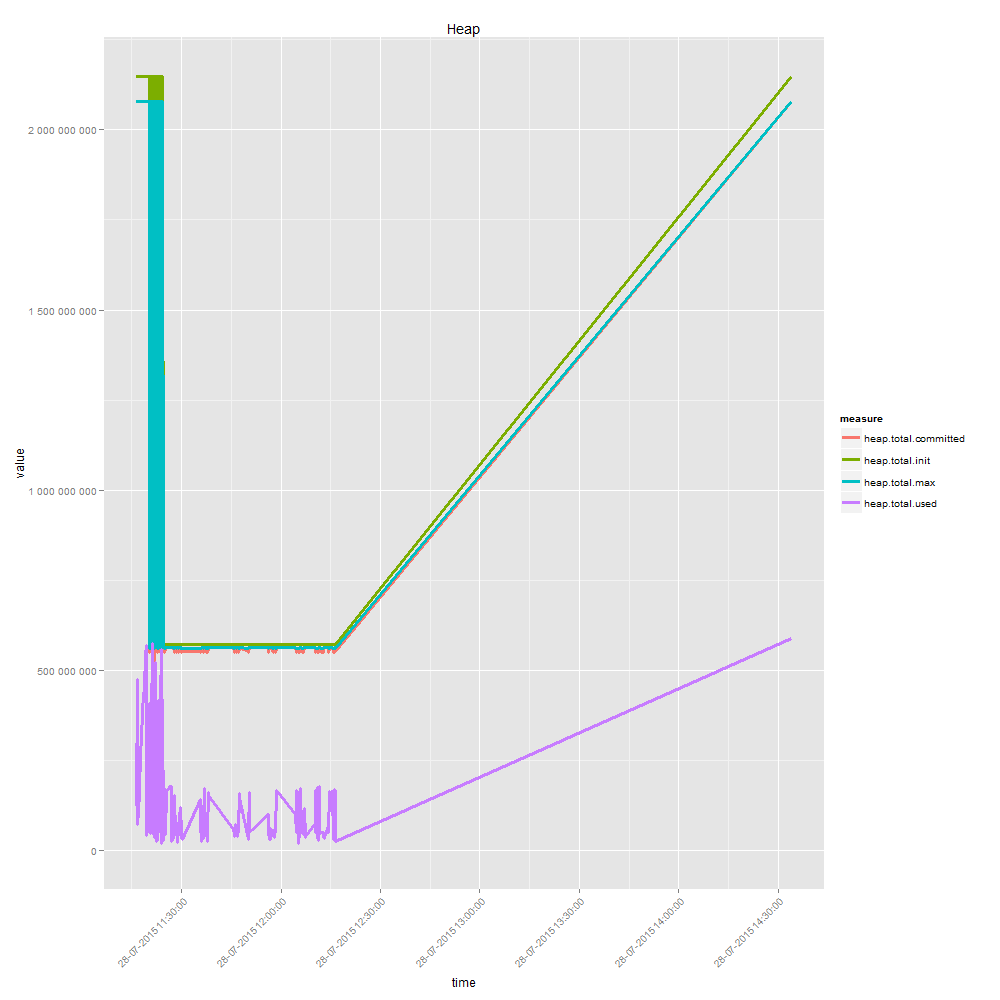 Heap
value
2 000 000 000
1 500 000 000
1 000 000 000
500 000 000
0
28-07-2015 11:30:00
28-07-2015 12:00:00
28-07-2015 12:30:00
28-07-2015 13:00:00
28-07-2015 13:30:00
28-07-2015 14:00:00
28-07-2015 14:30:00
time
measure
heap.total.committed
heap.total.init
heap.total.max
heap.total.used